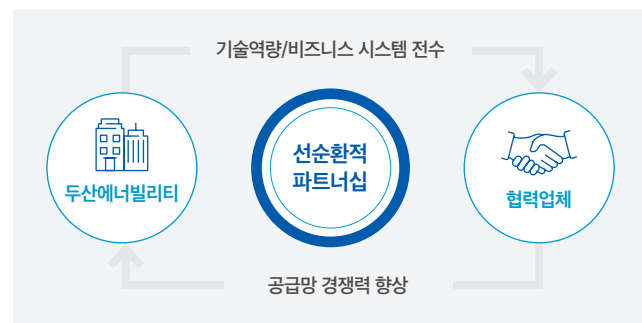 기술역량/비즈니스 시스템 전수
두산에너빌리티
선순환적
파트너십
협력업체
공급망 경쟁력 향상